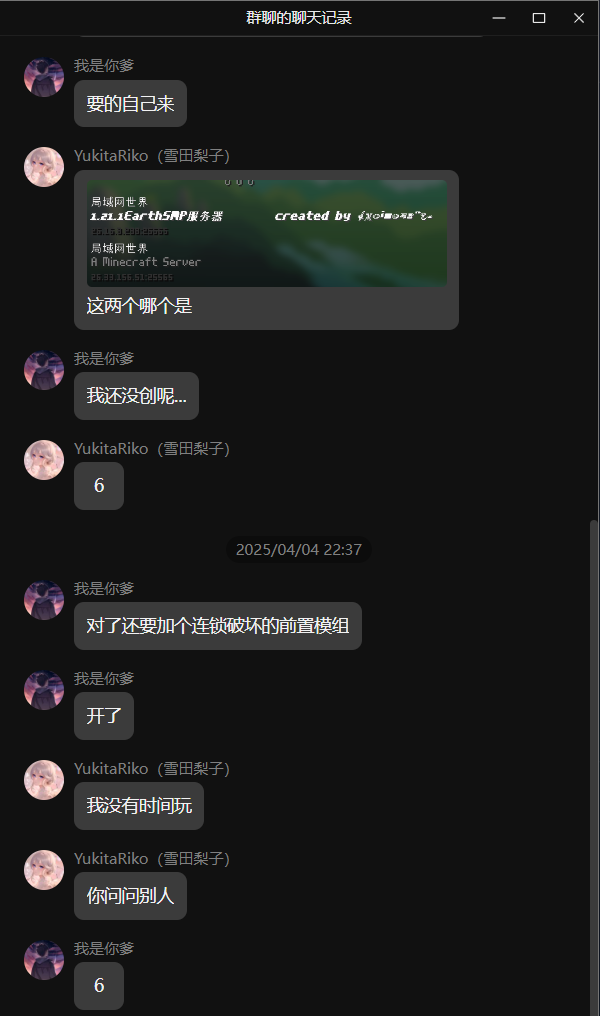 群聊的聊天记录
我是你爹
要的自己来
YukitaRiko（雪田梨子）
局域网世界
1.21.1EarthSMP服务器 created by
局域网世界
A Minecraft Server
这两个哪个是
我是你爹
我还没创呢...
YukitaRiko（雪田梨子）
6
2025/04/04 22:37
我是你爹
对了还要加个连锁破坏的前置模组
我是你爹
开了
YukitaRiko（雪田梨子）
我没有时间玩
YukitaRiko（雪田梨子）
你问问别人
我是你爹
6